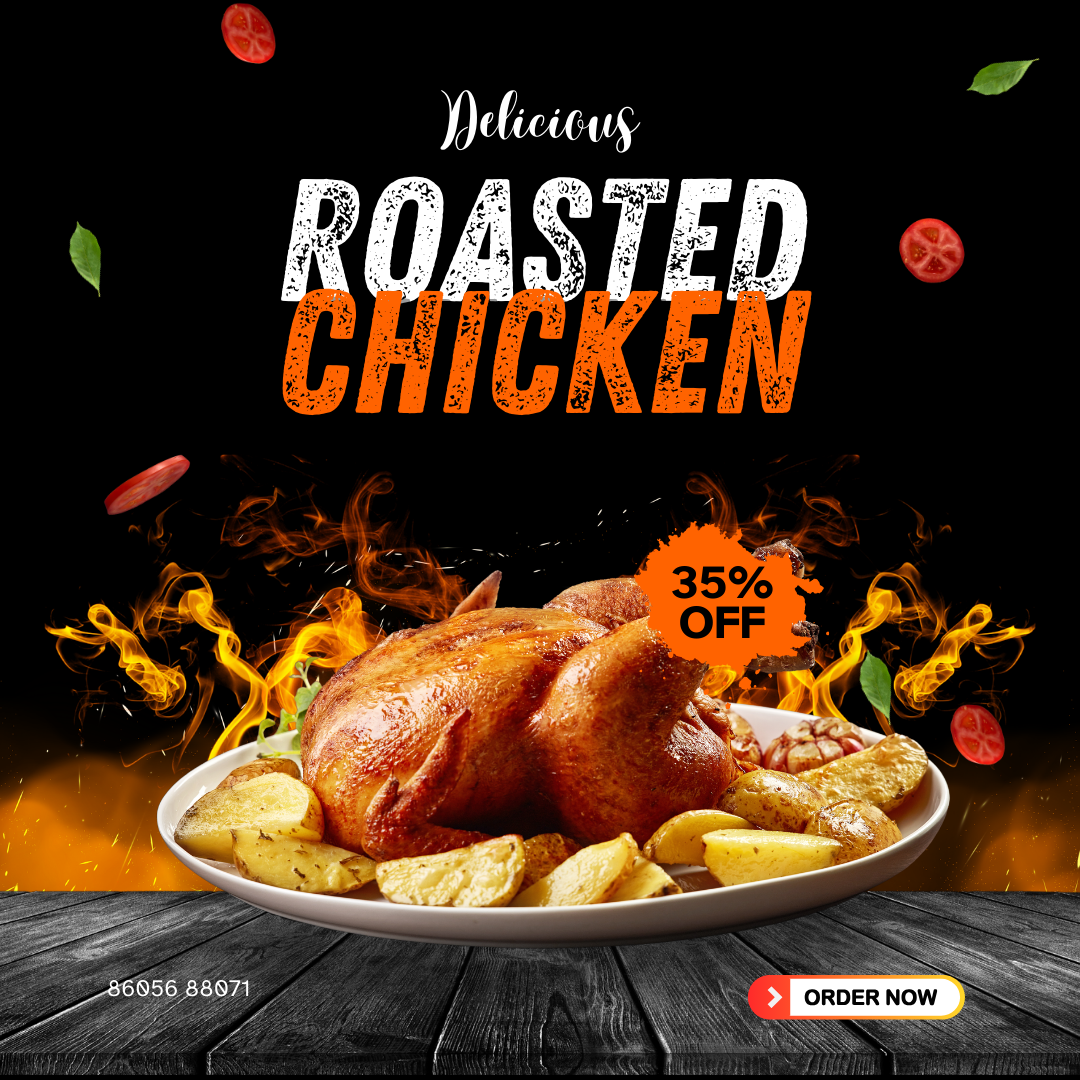 Delicious
ROASTED
CHICKEN
35%
OFF
86056 88071
ORDER NOW